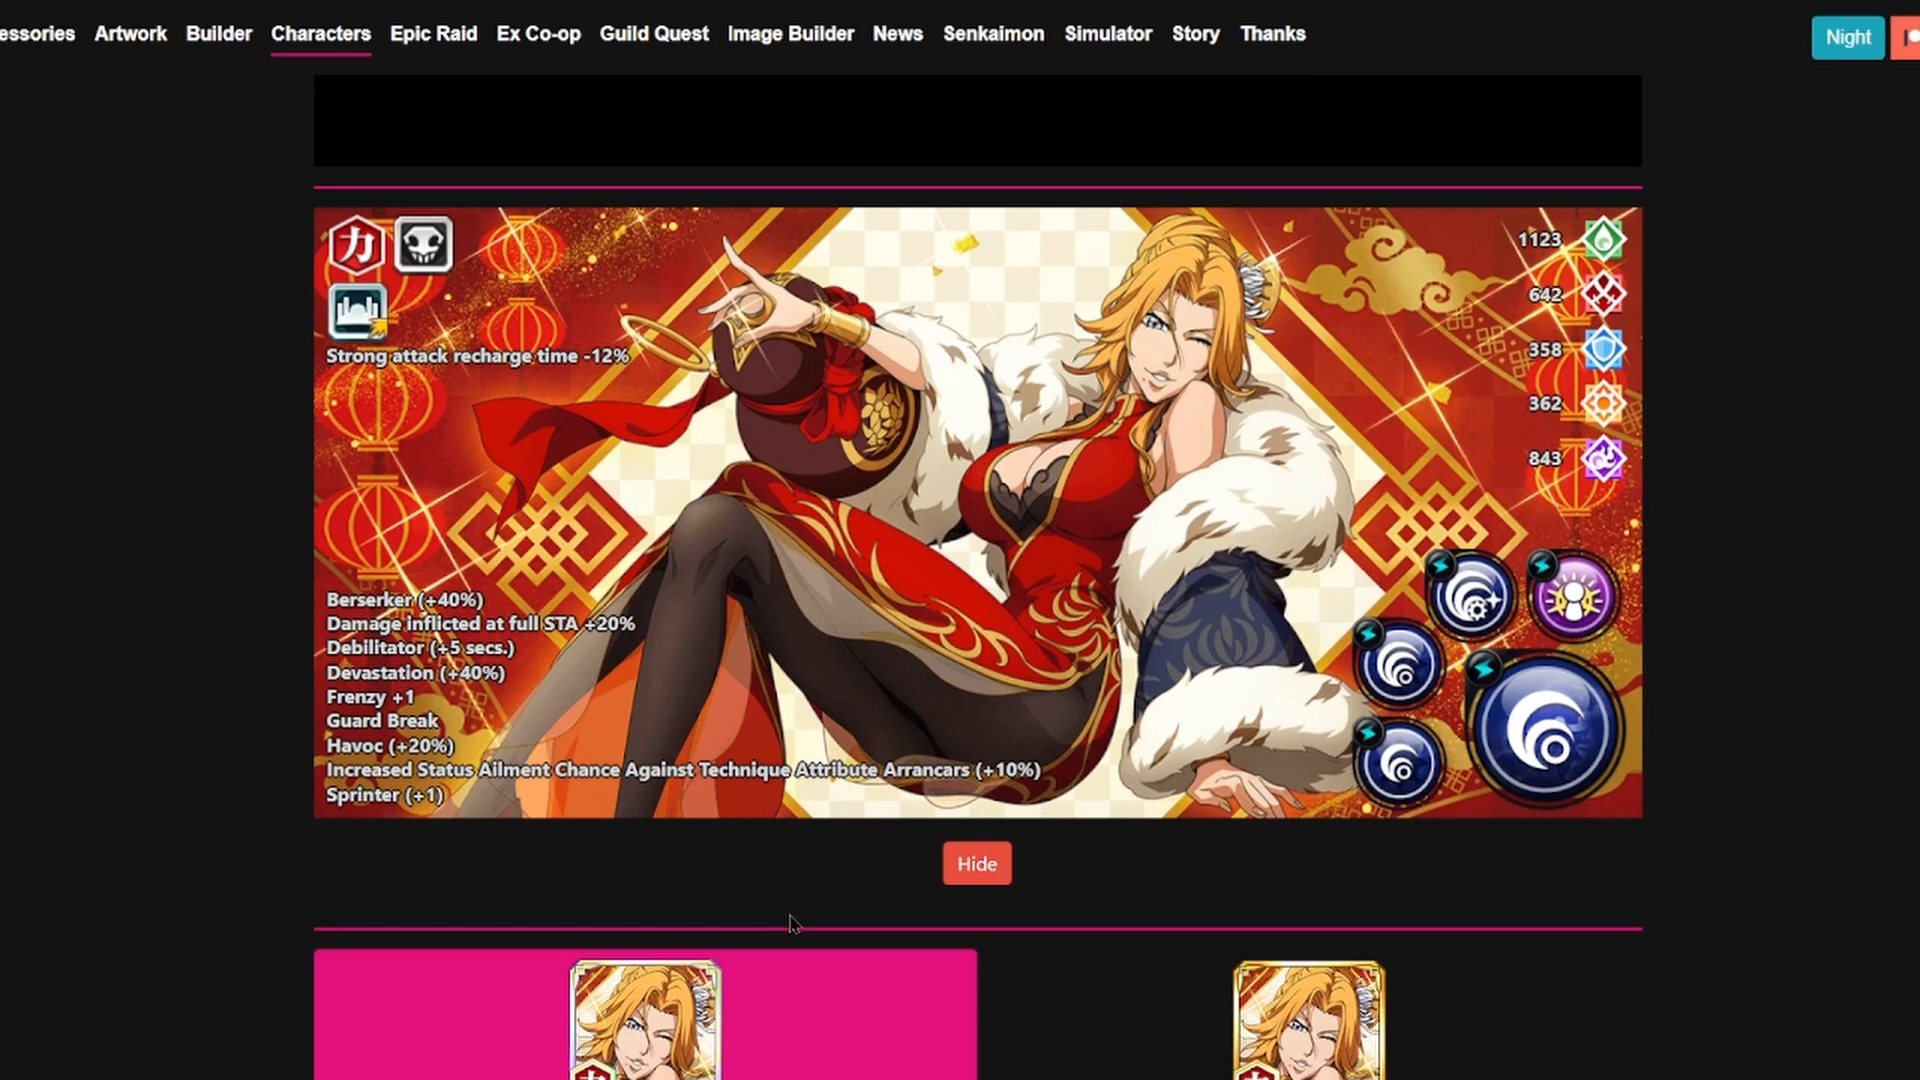 essories Artwork Builder Characters Epic Raid Ex Co-op Guild Quest Image Builder News Senkaimon Simulator Story Thanks Night
力
1123
642
358
362
843
Strong attack recharge time -12%
Berserker (+40%)
Damage inflicted at full STA +20%
Debilitator (+5 secs.)
Devastation (+40%)
Frenzy +1
Guard Break
Havoc (+20%)
Increased Status Ailment Chance Against Technique Attribute Arrancars (+10%)
Sprinter (+1)
Hide
力
力